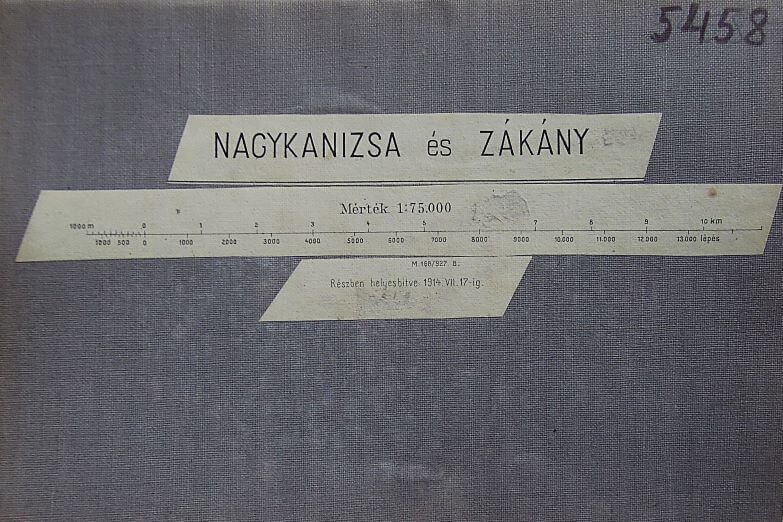 5458
NAGYKANIZSA és ZÁKÁNY
Mérték 1:75.000
1000 m 0 1 2 3 4 5 6 7 8 9 10 km
1000 500 0 1000 2000 3000 4000 5000 6000 7000 8000 9000 10.000 11.000 12.000 13.000 lépés
M 168/927. B.
Részben helyesbitve 1914. VII. 17-ig.